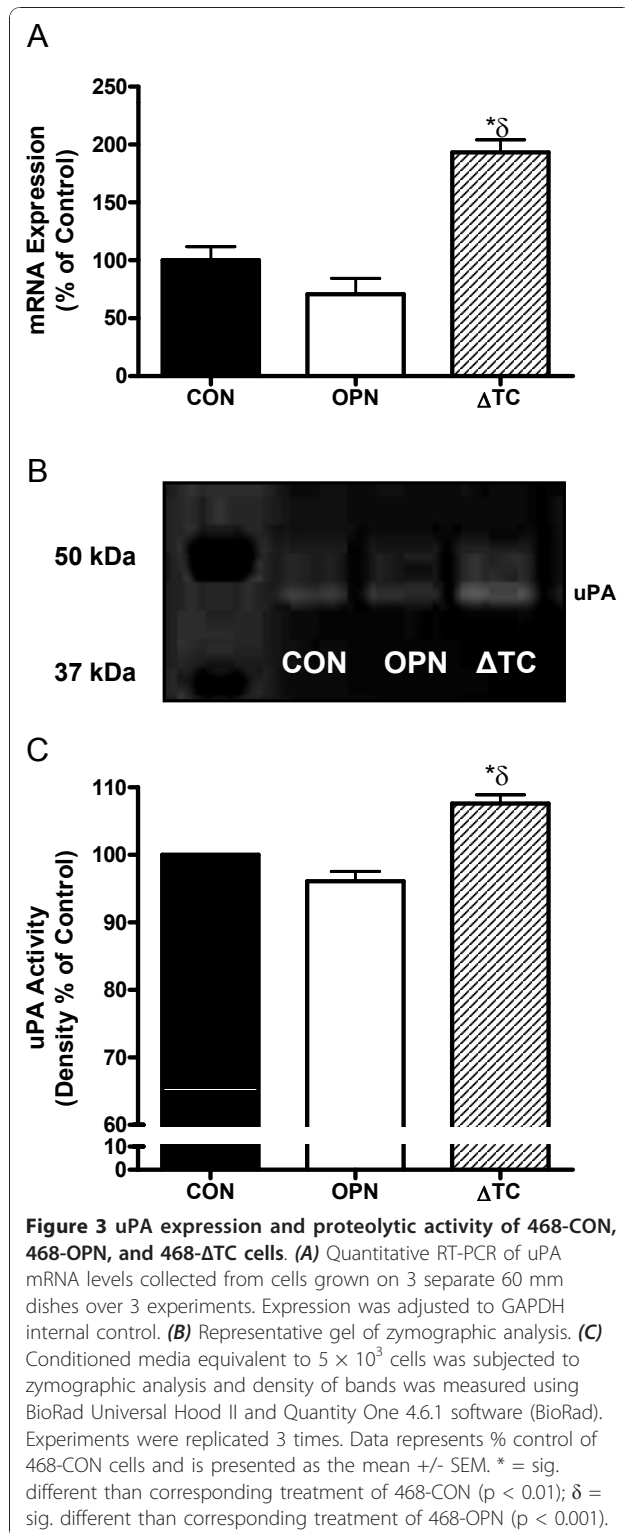 A
250
200
150
100
50
0
mRNA Expression
(% of Control)
*δ
CON OPN ΔTC
B
50 kDa
37 kDa
uPA
CON OPN ΔTC
C
110
100
90
80
70
60
10
0
uPA Activity
(Density % of Control)
*δ
CON OPN ΔTC
Figure 3 uPA expression and proteolytic activity of 468-CON,
468-OPN, and 468-ΔTC cells. (A) Quantitative RT-PCR of uPA
mRNA levels collected from cells grown on 3 separate 60 mm
dishes over 3 experiments. Expression was adjusted to GAPDH
internal control. (B) Representative gel of zymographic analysis. (C)
Conditioned media equivalent to 5 × 10³ cells was subjected to
zymographic analysis and density of bands was measured using
BioRad Universal Hood II and Quantity One 4.6.1 software (BioRad).
Experiments were replicated 3 times. Data represents % control of
468-CON cells and is presented as the mean +/- SEM. * = sig.
different than corresponding treatment of 468-CON (p < 0.01); δ =
sig. different than corresponding treatment of 468-OPN (p < 0.001).